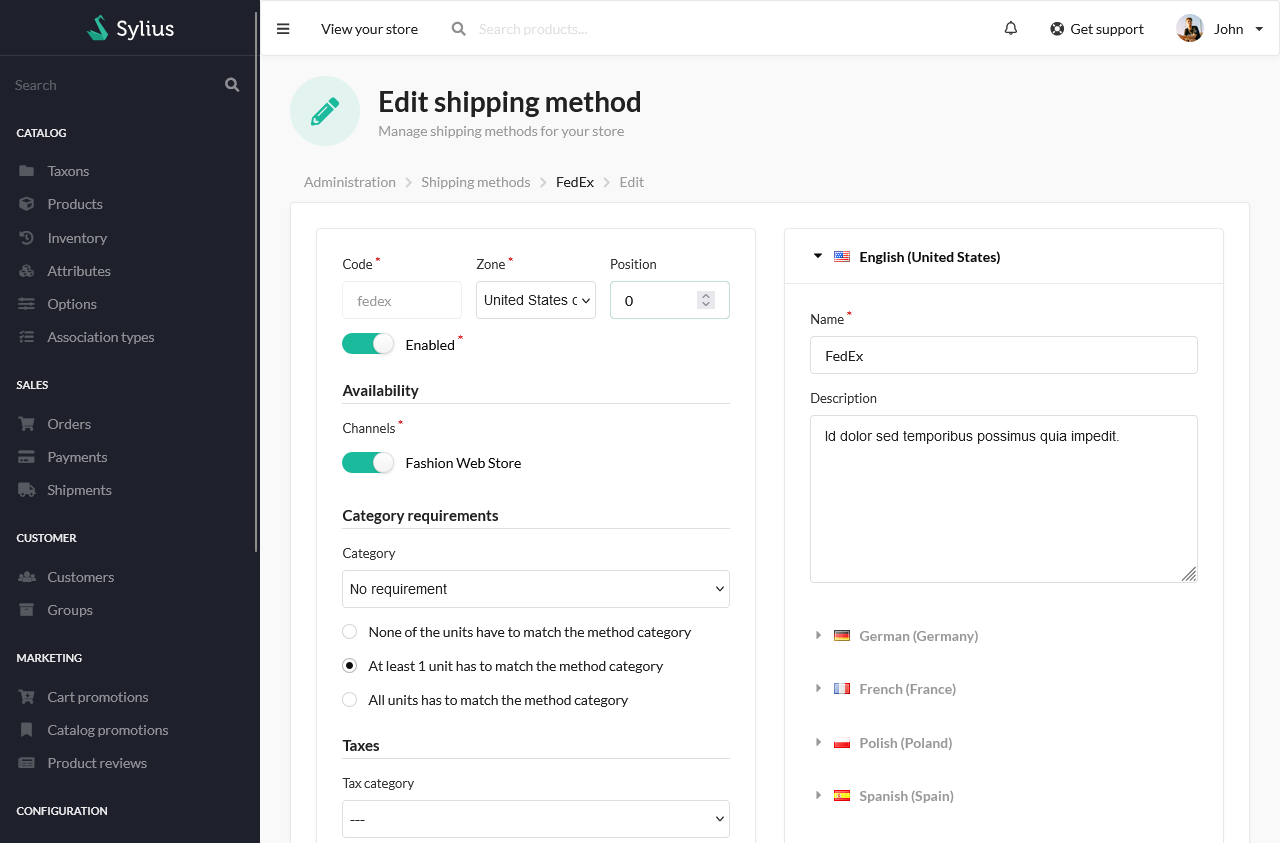 Sylius
View your store
Search products...
Get support
John
Search
CATALOG
Taxons
Products
Inventory
Attributes
Options
Association types
SALES
Orders
Payments
Shipments
CUSTOMER
Customers
Groups
MARKETING
Cart promotions
Catalog promotions
Product reviews
CONFIGURATION
Edit shipping method
Manage shipping methods for your store
Administration > Shipping methods > FedEx > Edit
Code* Zone* Position
fedex United States o 0
Enabled*
Availability
Channels*
Fashion Web Store
Category requirements
Category
No requirement
None of the units have to match the method category
At least 1 unit has to match the method category
All units has to match the method category
Taxes
Tax category
---
English (United States)
Name*
FedEx
Description
Id dolor sed temporibus possimus quia impedit.
German (Germany)
French (France)
Polish (Poland)
Spanish (Spain)